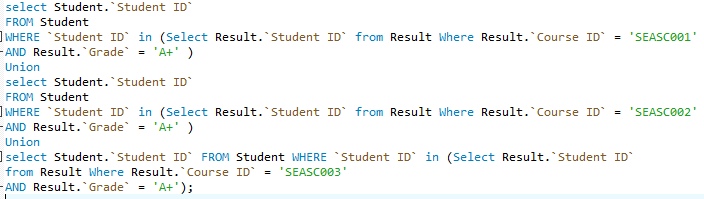 select Student.`Student ID`
FROM Student
WHERE `Student ID` in (Select Result.`Student ID` from Result Where Result.`Course ID` = 'SEASC001'
AND Result.`Grade` = 'A+' )
Union
select Student.`Student ID`
FROM Student
WHERE `Student ID` in (Select Result.`Student ID` from Result Where Result.`Course ID` = 'SEASC002'
AND Result.`Grade` = 'A+' )
Union
select Student.`Student ID` FROM Student WHERE `Student ID` in (Select Result.`Student ID`
from Result Where Result.`Course ID` = 'SEASC003'
AND Result.`Grade` = 'A+');